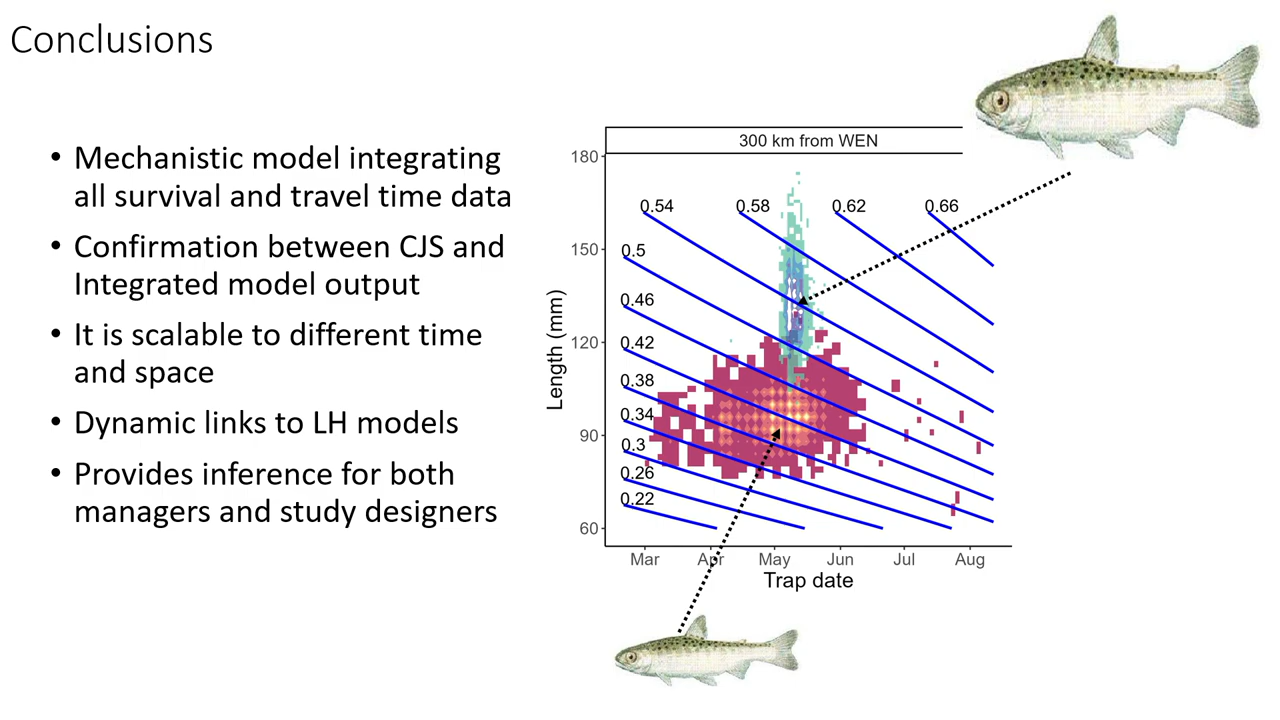 Conclusions
• Mechanistic model integrating
all survival and travel time data
• Confirmation between CJS and
Integrated model output
• It is scalable to different time
and space
• Dynamic links to LH models
• Provides inference for both
managers and study designers
300 km from WEN
180
150
120
90
60
Length (mm)
0.54
0.58
0.62
0.66
0.5
0.46
0.42
0.38
0.34
0.3
0.26
0.22
Mar Apr May Jun Jul Aug
Trap date